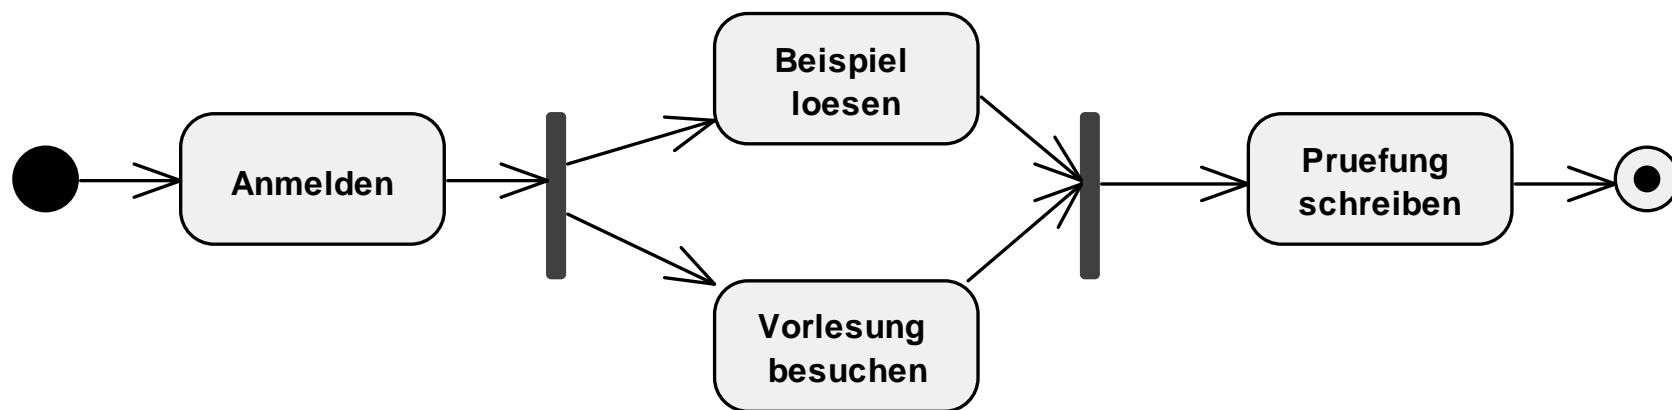 Anmelden
Beispiel
loesen
Vorlesung
besuchen
Pruefung
schreiben